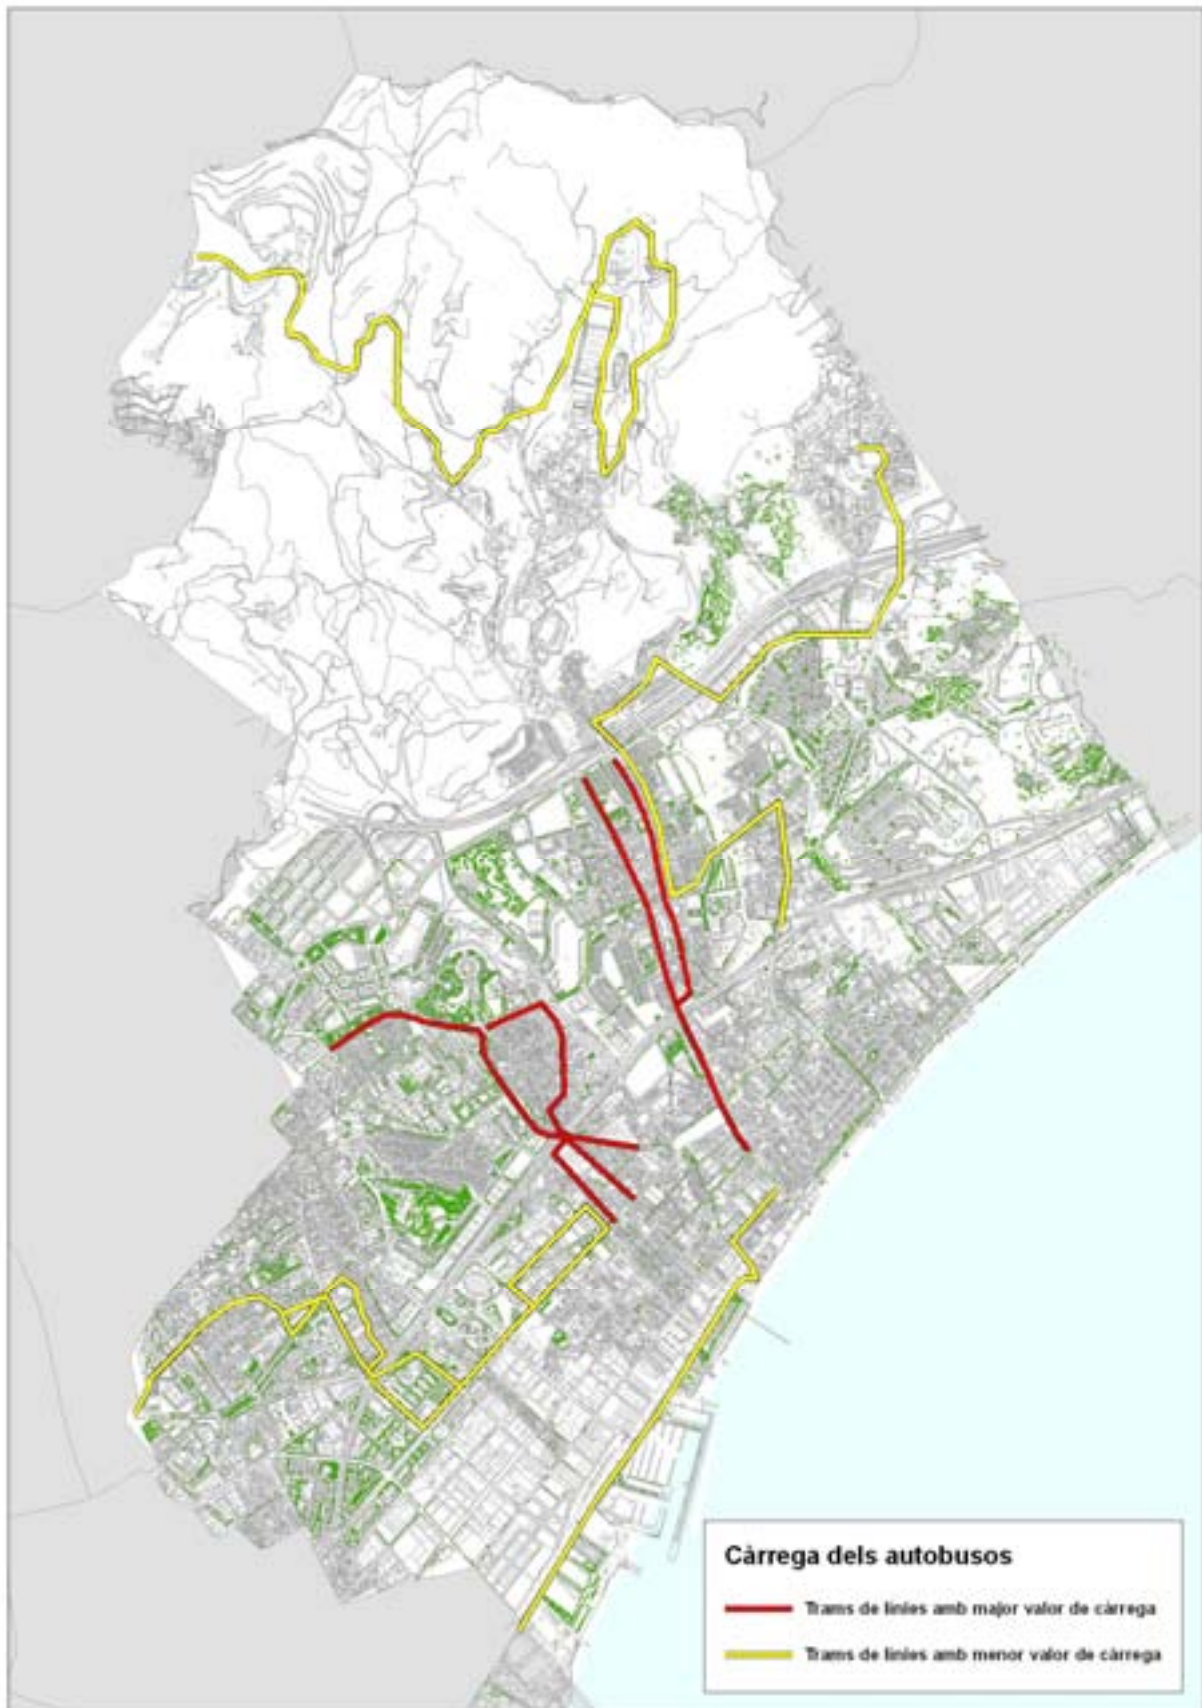 Càrrega dels autobusos
Trams de línies amb major valor de càrrega
Trams de línies amb menor valor de càrrega